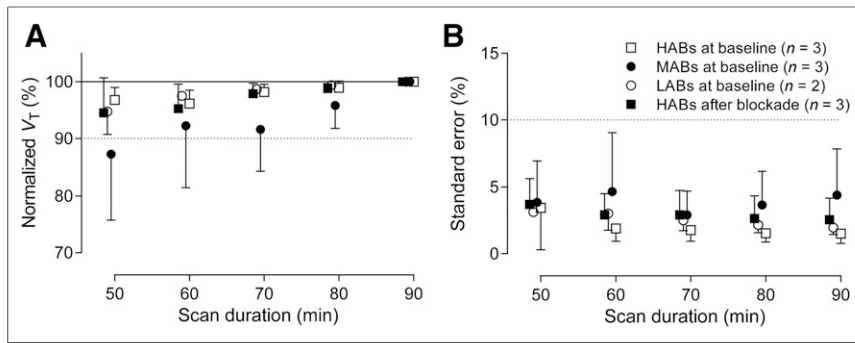 A
Normalized VT (%)
100
90
80
70
50
60
70
80
90
Scan duration (min)
B
HABs at baseline (n = 3)
MABs at baseline (n = 3)
LABs at baseline (n = 2)
HABs after blockade (n = 3)
Standard error (%)
15
10
5
0
50
60
70
80
90
Scan duration (min)